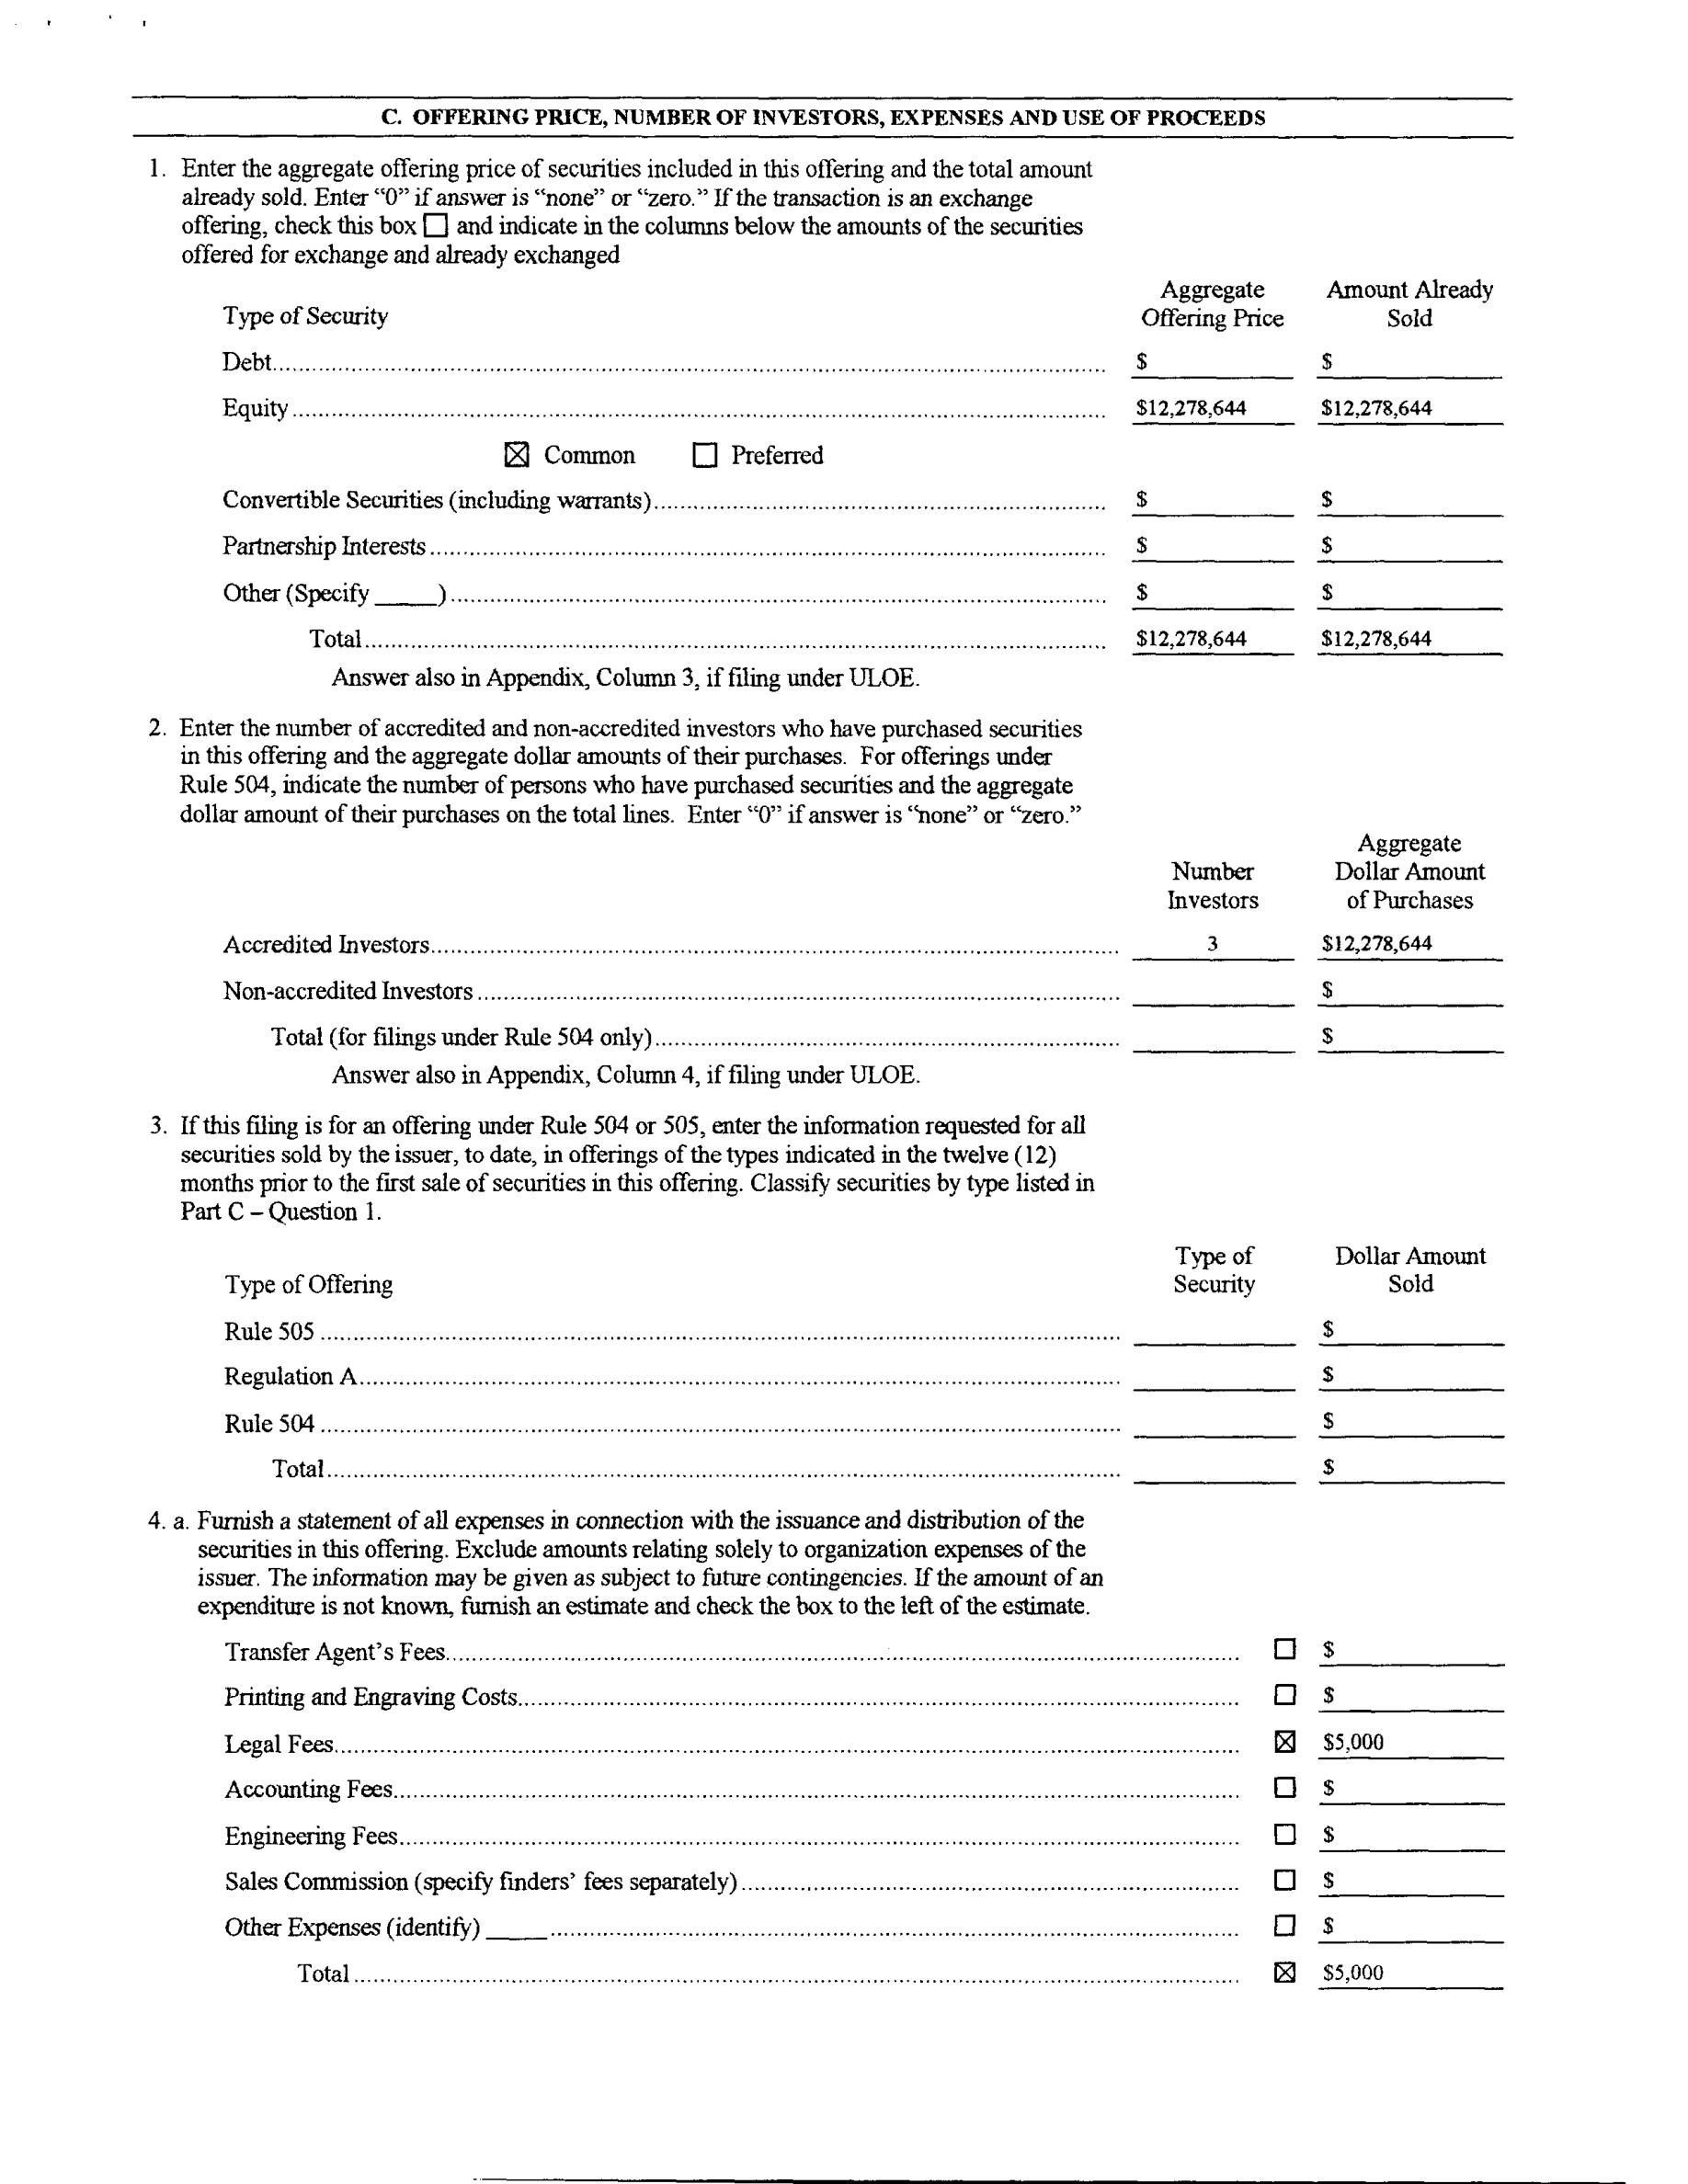 C. OFFERING PRICE, NUMBER OF INVESTORS, EXPENSES AND USE OF PROCEEDS
1. Enter the aggregate offering price of securities included in this offering and the total amount
already sold. Enter “0” if answer is “none” or “zero.” If the transaction is an exchange
offering, check this box ☐ and indicate in the columns below the amounts of the securities
offered for exchange and already exchanged
Aggregate Amount Already
Type of Security Offering Price Sold
Debt $ $
Equity $12,278,644 $12,278,644
☒ Common ☐ Preferred
Convertible Securities (including warrants) $ $
Partnership Interests $ $
Other (Specify _____) $ $
Total $12,278,644 $12,278,644
Answer also in Appendix, Column 3, if filing under ULOE.
2. Enter the number of accredited and non-accredited investors who have purchased securities
in this offering and the aggregate dollar amounts of their purchases. For offerings under
Rule 504, indicate the number of persons who have purchased securities and the aggregate
dollar amount of their purchases on the total lines. Enter “0” if answer is “none” or “zero.”
Aggregate
Number Dollar Amount
Investors of Purchases
Accredited Investors 3 $12,278,644
Non-accredited Investors $
Total (for filings under Rule 504 only) $
Answer also in Appendix, Column 4, if filing under ULOE.
3. If this filing is for an offering under Rule 504 or 505, enter the information requested for all
securities sold by the issuer, to date, in offerings of the types indicated in the twelve (12)
months prior to the first sale of securities in this offering. Classify securities by type listed in
Part C – Question 1.
Type of Dollar Amount
Type of Offering Security Sold
Rule 505 $
Regulation A $
Rule 504 $
Total $
4. a. Furnish a statement of all expenses in connection with the issuance and distribution of the
securities in this offering. Exclude amounts relating solely to organization expenses of the
issuer. The information may be given as subject to future contingencies. If the amount of an
expenditure is not known, furnish an estimate and check the box to the left of the estimate.
Transfer Agent’s Fees ☐ $
Printing and Engraving Costs ☐ $
Legal Fees ☒ $5,000
Accounting Fees ☐ $
Engineering Fees ☐ $
Sales Commission (specify finders’ fees separately) ☐ $
Other Expenses (identify) _____ ☐ $
Total ☒ $5,000